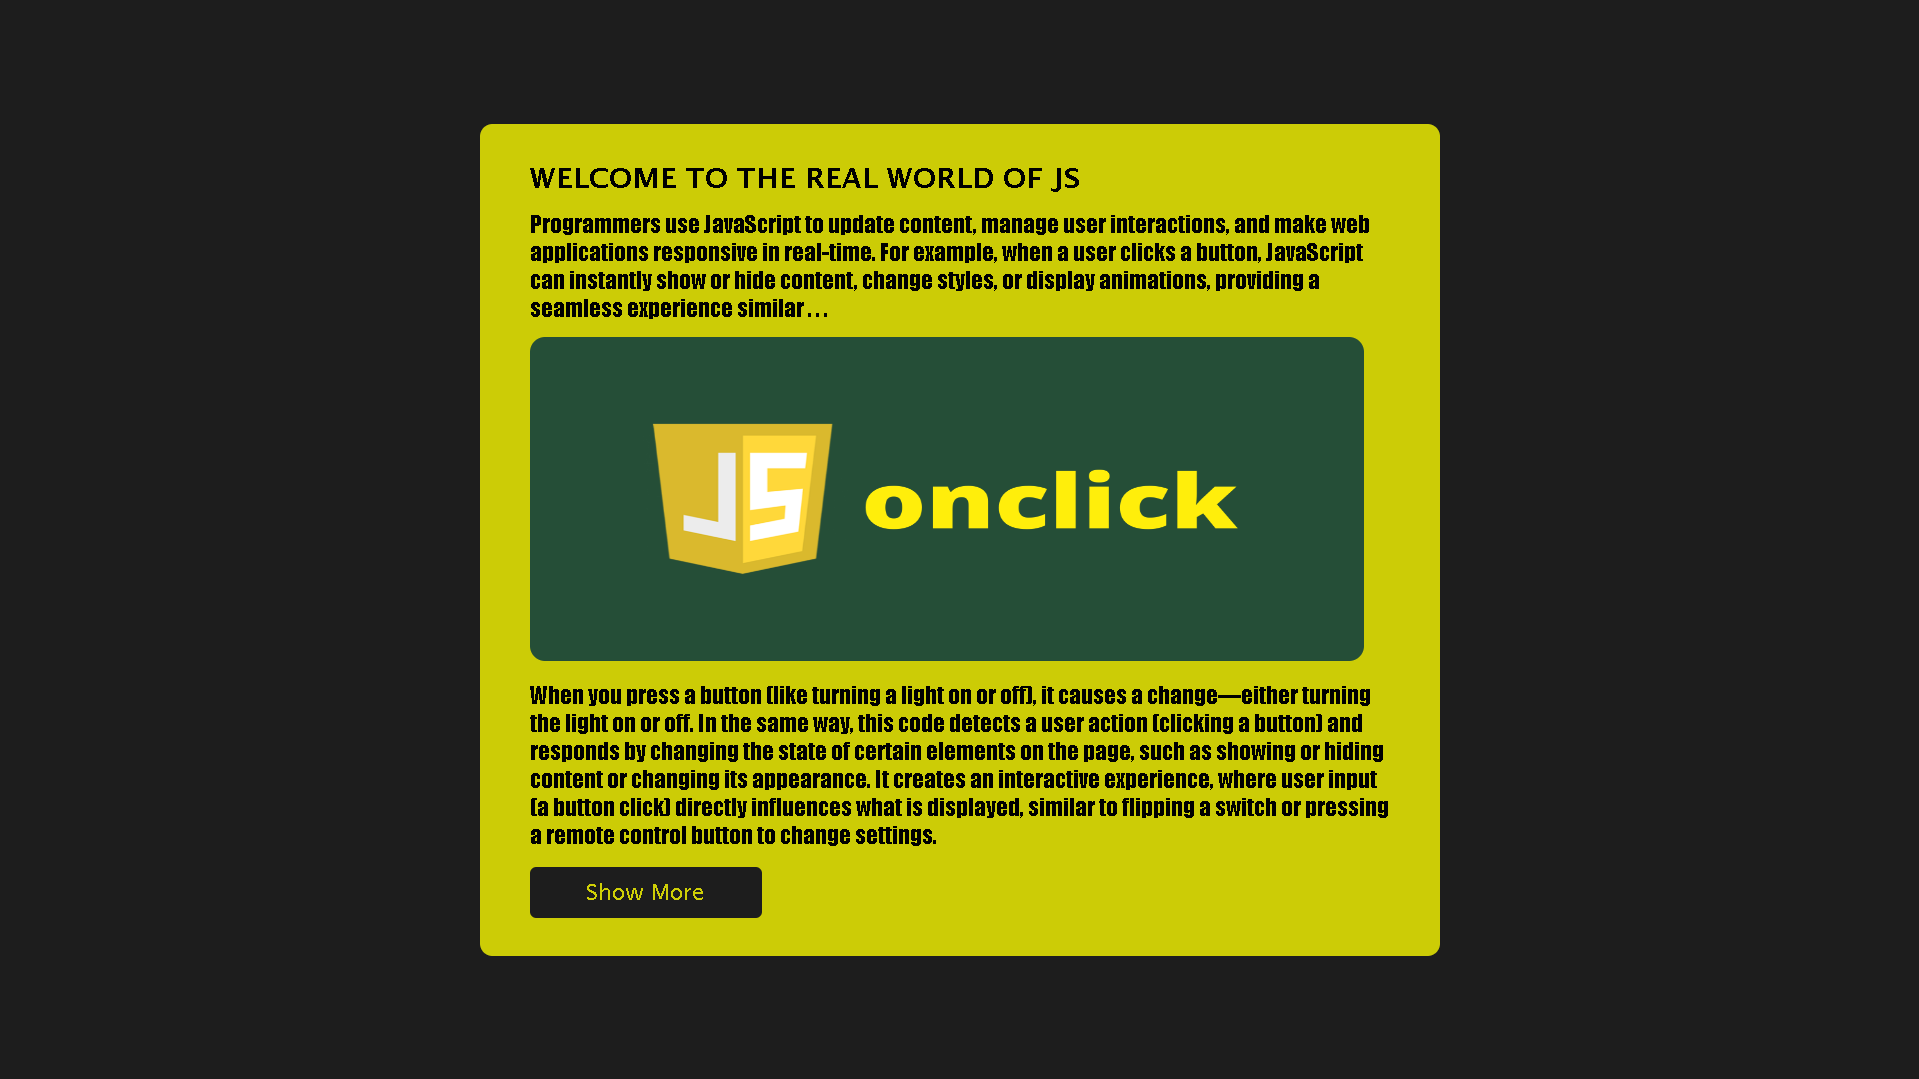 WELCOME TO THE REAL WORLD OF JS
Programmers use JavaScript to update content, manage user interactions, and make web
applications responsive in real-time. For example, when a user clicks a button, JavaScript
can instantly show or hide content, change styles, or display animations, providing a
seamless experience similar . . .
JS onclick
When you press a button (like turning a light on or off), it causes a change—either turning
the light on or off. In the same way, this code detects a user action (clicking a button) and
responds by changing the state of certain elements on the page, such as showing or hiding
content or changing its appearance. It creates an interactive experience, where user input
(a button click) directly influences what is displayed, similar to flipping a switch or pressing
a remote control button to change settings.
Show More